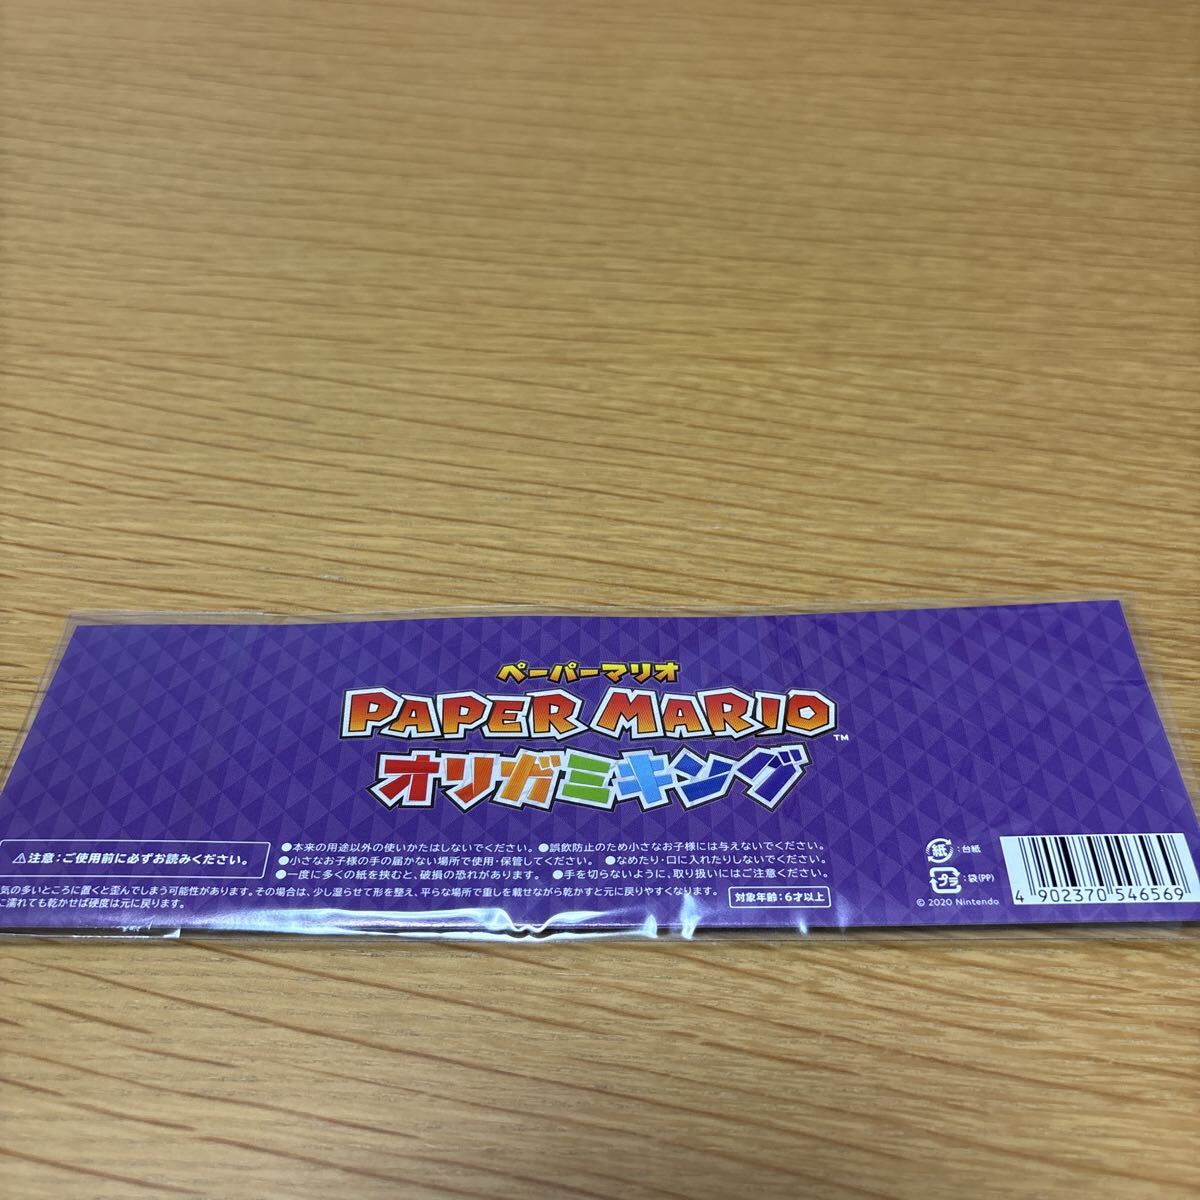 ペーパーマリオ
PAPER MARIO™
オリガミキング
⚠注意:ご使用前に必ずお読みください。
●本来の用途以外の使いかたはしないでください。●誤飲防止のため小さなお子様には与えないでください。
●小さなお子様の手の届かない場所で使用・保管してください。 ●なめたり・口に入れたりしないでください。
●一度に多くの紙を挟むと、破損の恐れがあります。 ●手を切らないように、取り扱いにはご注意ください。
気の多いところに置くと歪んでしまう可能性があります。その場合は、少し湿らせて形を整え、平らな場所で重しを載せながら乾かすと元に戻りやすくなります。
に濡れても乾かせば硬度は元に戻ります。
対象年齢:6才以上
紙 :台紙
プラ :袋(PP)
© 2020 Nintendo
4 902370 546569